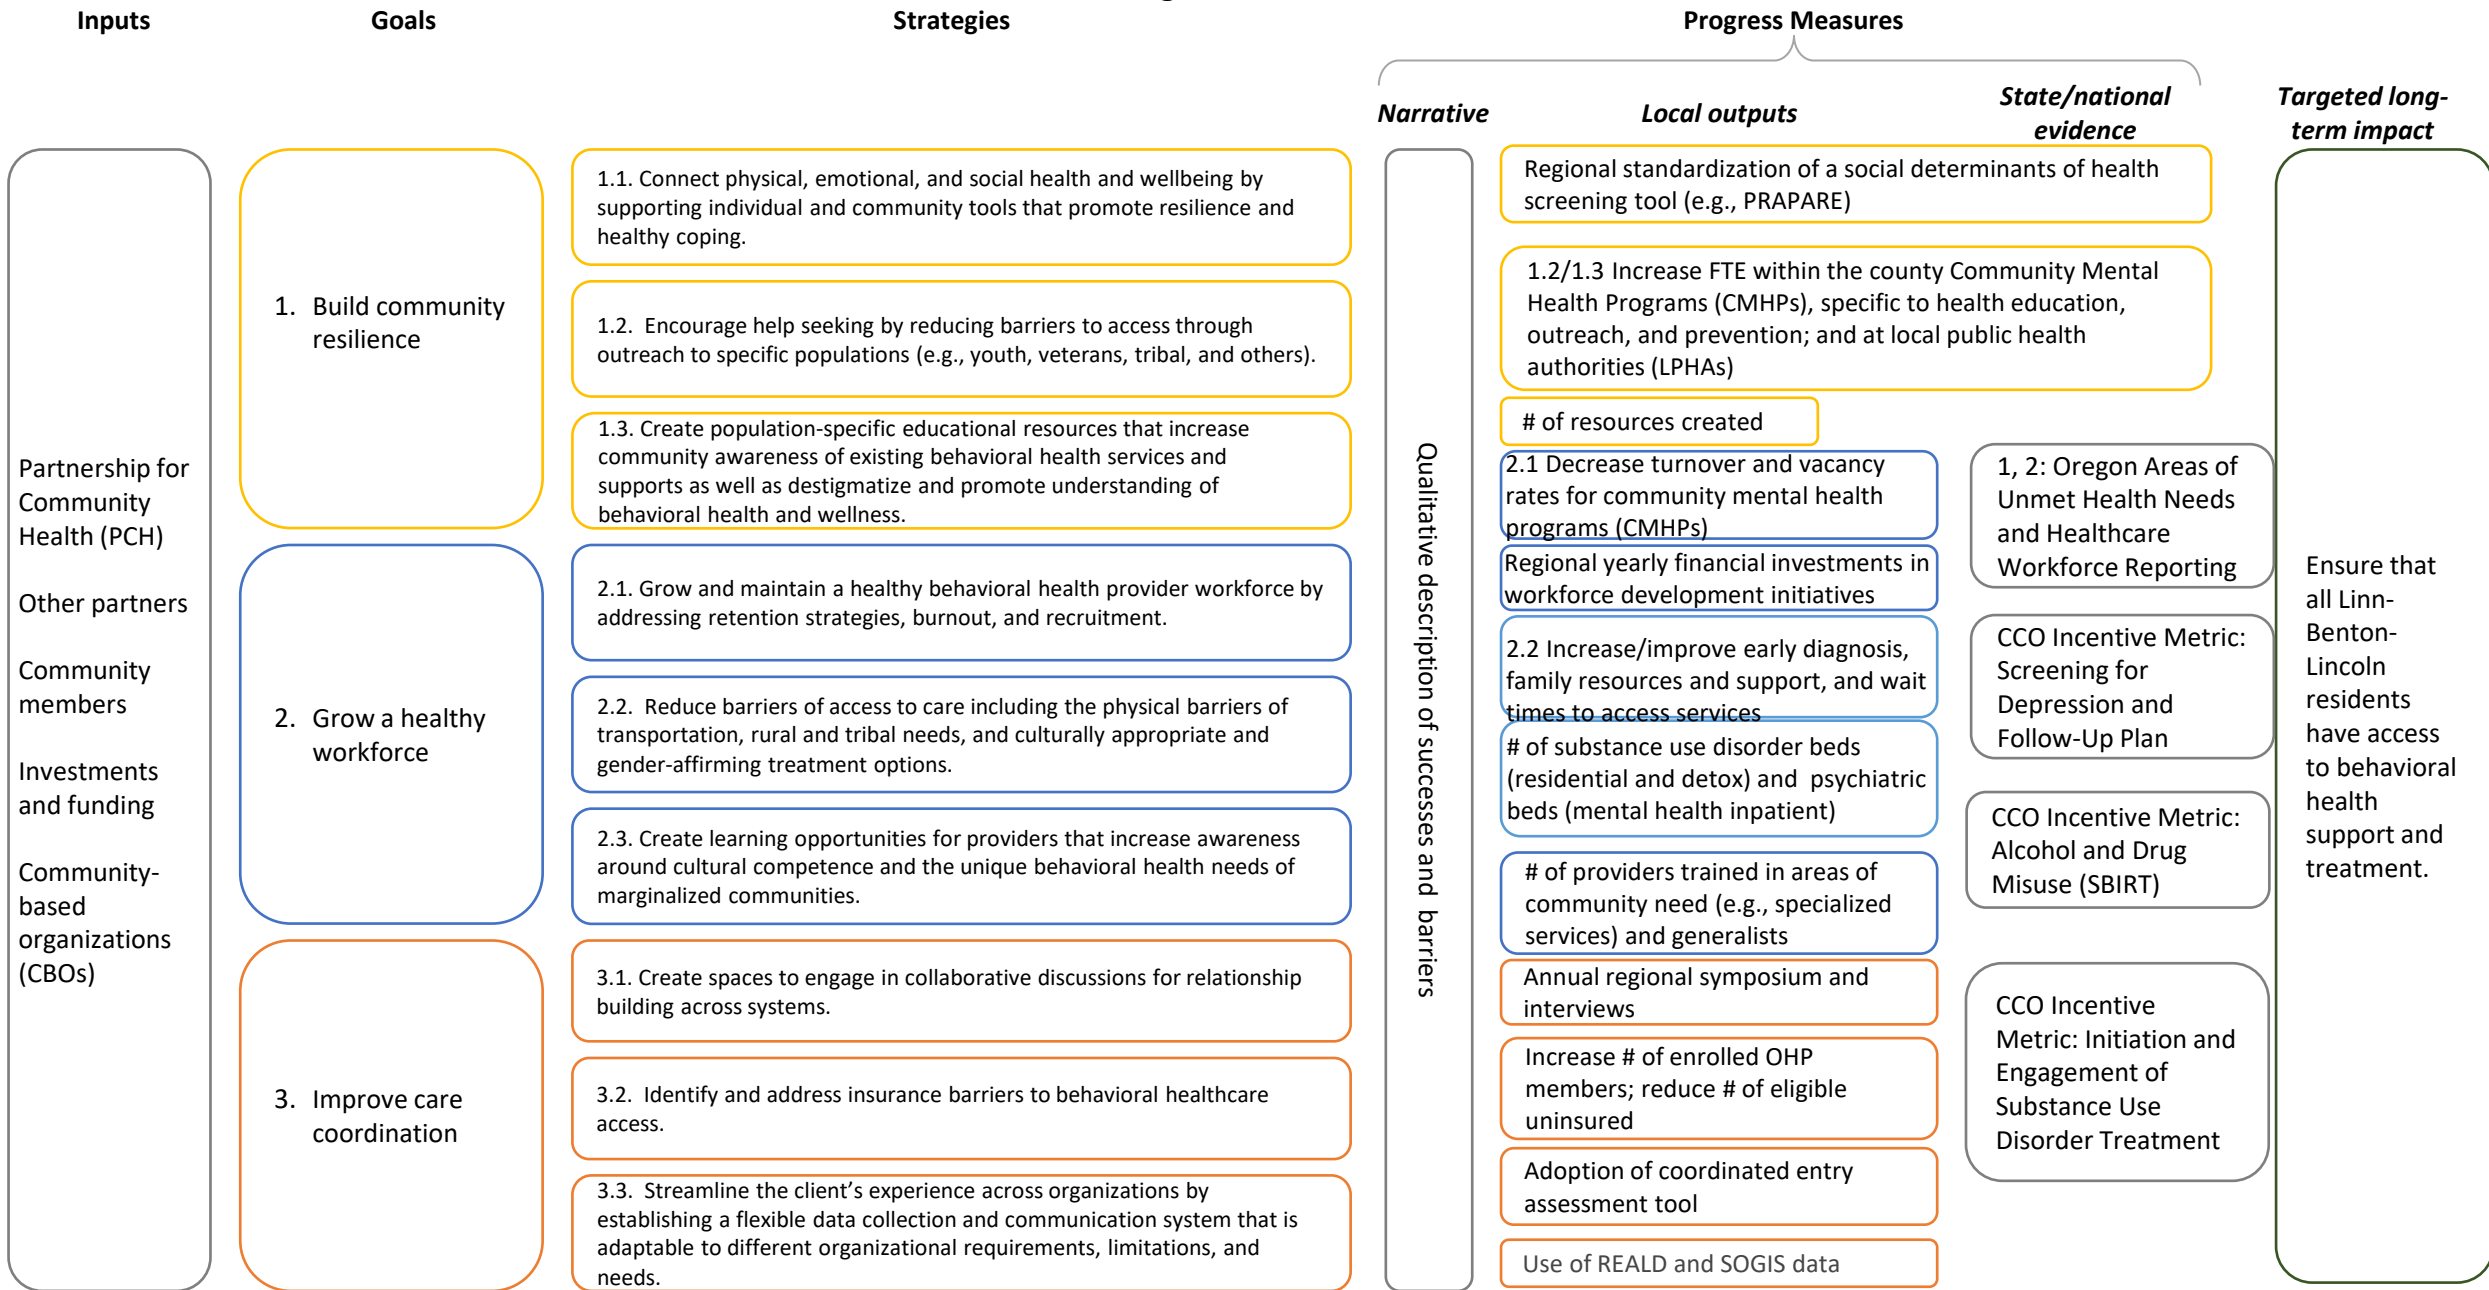 Inputs
Goals
Strategies
Progress Measures
Narrative
Local outputs
State/national
evidence
Targeted long-
term impact
Partnership for
Community
Health (PCH)
Other partners
Community
members
Investments
and funding
Community-
based
organizations
(CBOs)
1. Build community
resilience
2. Grow a healthy
workforce
3. Improve care
coordination
1.1. Connect physical, emotional, and social health and wellbeing by
supporting individual and community tools that promote resilience and
healthy coping.
1.2. Encourage help seeking by reducing barriers to access through
outreach to specific populations (e.g., youth, veterans, tribal, and others).
1.3. Create population-specific educational resources that increase
community awareness of existing behavioral health services and
supports as well as destigmatize and promote understanding of
behavioral health and wellness.
2.1. Grow and maintain a healthy behavioral health provider workforce by
addressing retention strategies, burnout, and recruitment.
2.2. Reduce barriers of access to care including the physical barriers of
transportation, rural and tribal needs, and culturally appropriate and
gender-affirming treatment options.
2.3. Create learning opportunities for providers that increase awareness
around cultural competence and the unique behavioral health needs of
marginalized communities.
3.1. Create spaces to engage in collaborative discussions for relationship
building across systems.
3.2. Identify and address insurance barriers to behavioral healthcare
access.
3.3. Streamline the client’s experience across organizations by
establishing a flexible data collection and communication system that is
adaptable to different organizational requirements, limitations, and
needs.
Qualitative description of successes and barriers
Regional standardization of a social determinants of health
screening tool (e.g., PRAPARE)
1.2/1.3 Increase FTE within the county Community Mental
Health Programs (CMHPs), specific to health education,
outreach, and prevention; and at local public health
authorities (LPHAs)
# of resources created
2.1 Decrease turnover and vacancy
rates for community mental health
programs (CMHPs)
Regional yearly financial investments in
workforce development initiatives
2.2 Increase/improve early diagnosis,
family resources and support, and wait
times to access services
# of substance use disorder beds
(residential and detox) and psychiatric
beds (mental health inpatient)
# of providers trained in areas of
community need (e.g., specialized
services) and generalists
Annual regional symposium and
interviews
Increase # of enrolled OHP
members; reduce # of eligible
uninsured
Adoption of coordinated entry
assessment tool
Use of REALD and SOGIS data
1, 2: Oregon Areas of
Unmet Health Needs
and Healthcare
Workforce Reporting
CCO Incentive Metric:
Screening for
Depression and
Follow-Up Plan
CCO Incentive Metric:
Alcohol and Drug
Misuse (SBIRT)
CCO Incentive
Metric: Initiation and
Engagement of
Substance Use
Disorder Treatment
Ensure that
all Linn-
Benton-
Lincoln
residents
have access
to behavioral
health
support and
treatment.